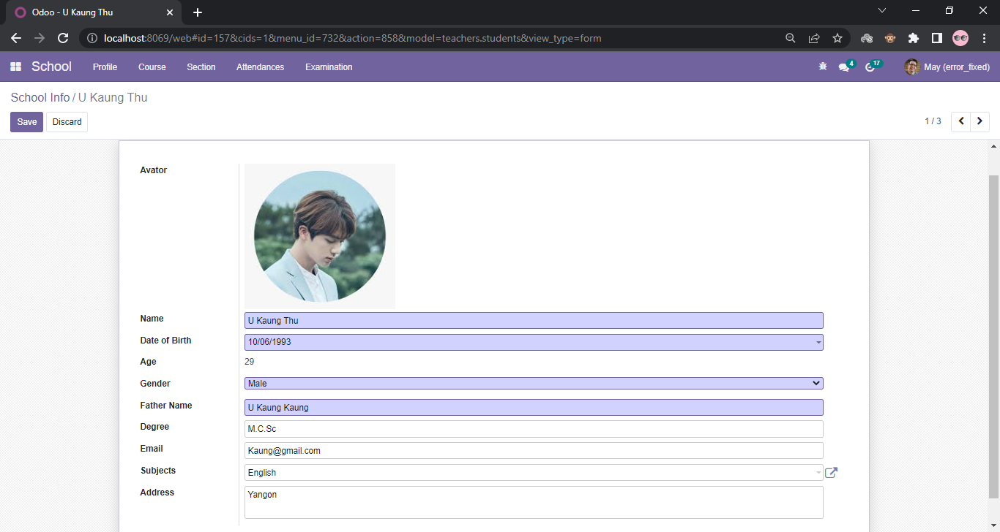 Odoo - U Kaung Thu
localhost:8069/web#id=157&cids=1&menu_id=732&action=858&model=teachers.students&view_type=form
School Profile Course Section Attendances Examination 4 17 May (error_fixed)
School Info / U Kaung Thu
Save Discard 1 / 3
Avator
Name U Kaung Thu
Date of Birth 10/06/1993
Age 29
Gender Male
Father Name U Kaung Kaung
Degree M.C.Sc
Email Kaung@gmail.com
Subjects English
Address Yangon